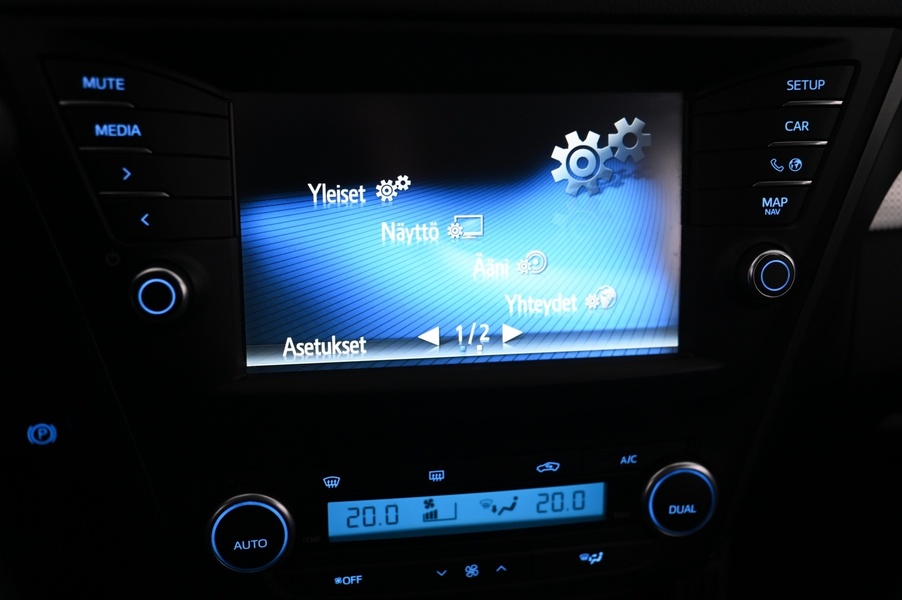 MUTE
MEDIA
>
<
SETUP
CAR
MAP
NAV
Yleiset
Näyttö
Ääni
Yhteydet
Asetukset
1/2
P
A/C
20.0
20.0
AUTO
DUAL
OFF